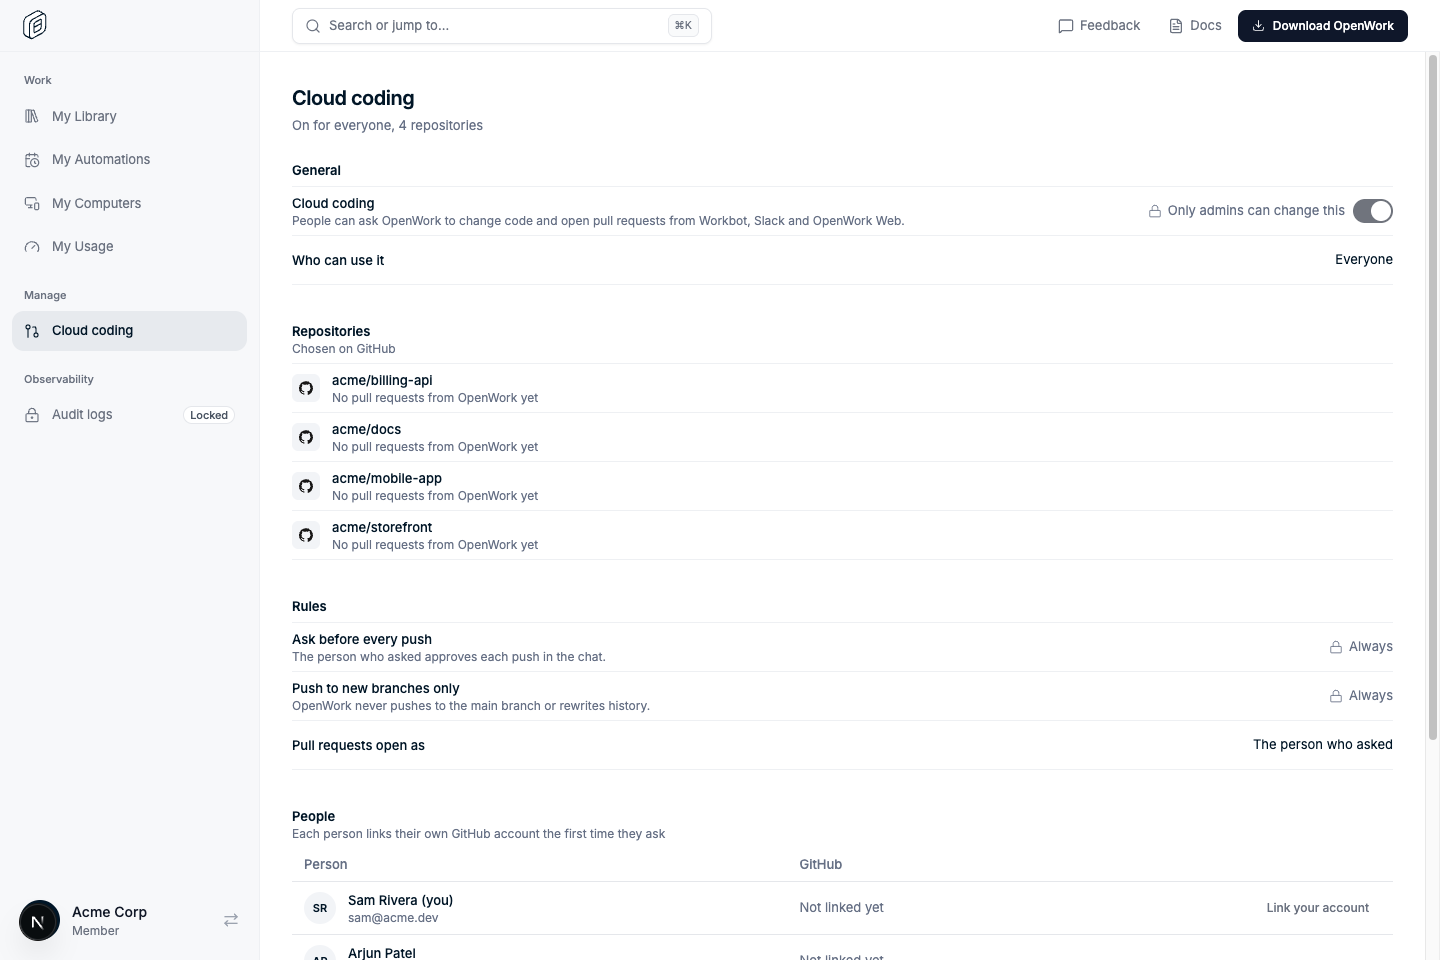 Search or jump to...
⌘K
Feedback
Docs
Download OpenWork
Work
My Library
My Automations
My Computers
My Usage
Manage
Cloud coding
Observability
Audit logs
Locked
Acme Corp
Member
Cloud coding
On for everyone, 4 repositories
General
Cloud coding
People can ask OpenWork to change code and open pull requests from Workbot, Slack and OpenWork Web.
Only admins can change this
Who can use it
Everyone
Repositories
Chosen on GitHub
acme/billing-api
No pull requests from OpenWork yet
acme/docs
No pull requests from OpenWork yet
acme/mobile-app
No pull requests from OpenWork yet
acme/storefront
No pull requests from OpenWork yet
Rules
Ask before every push
The person who asked approves each push in the chat.
Always
Push to new branches only
OpenWork never pushes to the main branch or rewrites history.
Always
Pull requests open as
The person who asked
People
Each person links their own GitHub account the first time they ask
Person
GitHub
SR
Sam Rivera (you)
sam@acme.dev
Not linked yet
Link your account
AP
Arjun Patel
Not linked yet